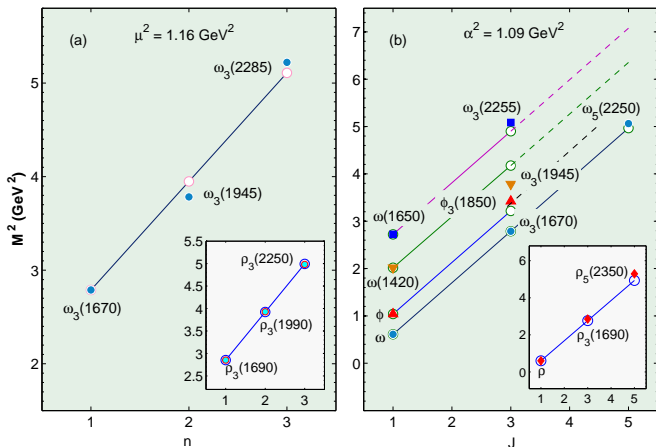 (a)
μ² = 1.16 GeV²
ω₃(2285)
ω₃(1945)
ω₃(1670)
M² (GeV²)
5
4
3
2
1
2
3
n
ρ₃(2250)
ρ₃(1990)
ρ₃(1690)
5
4.5
4
3.5
3
2.5
1
2
3
(b)
α² = 1.09 GeV²
ω₃(2255)
ω₅(2250)
ω(1650)
ω₃(1945)
ϕ₃(1850)
ω₃(1670)
ω(1420)
ϕ
ω
7
6
5
4
3
2
1
0
1
2
3
4
5
J
ρ₅(2350)
ρ₃(1690)
ρ
6
4
2
0
1
2
3
4
5